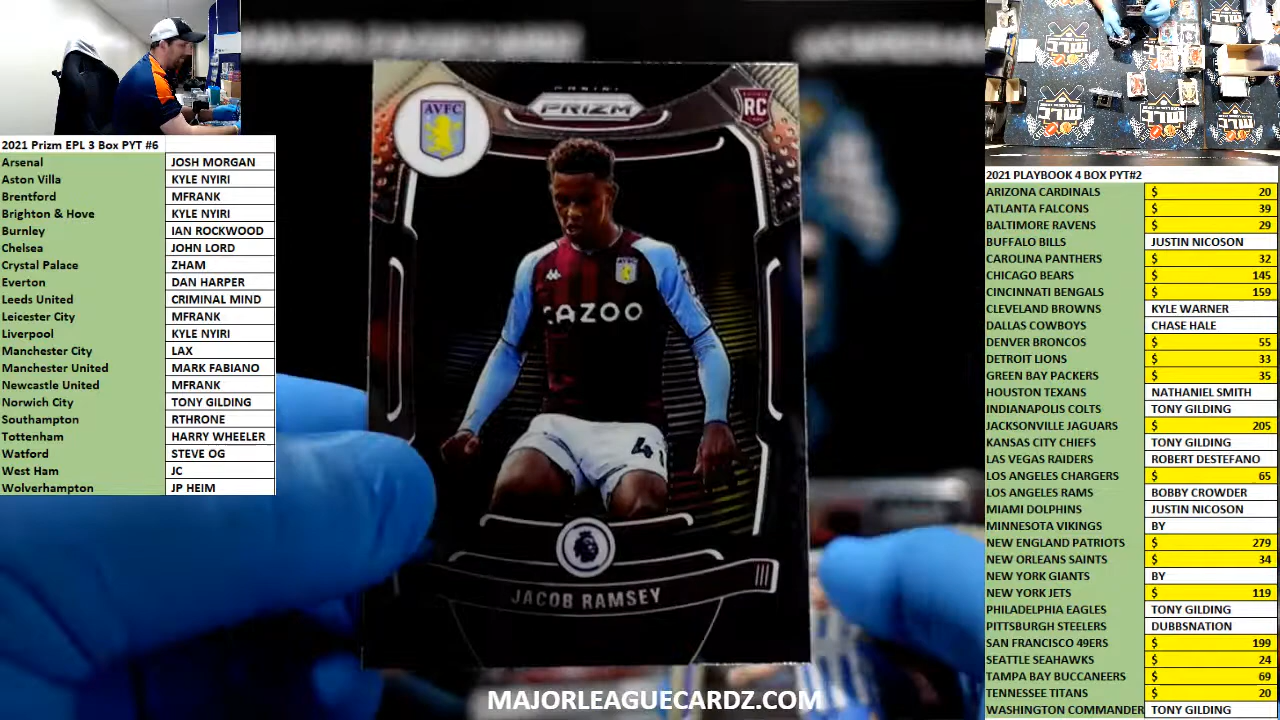 2021 Prizm EPL 3 Box PYT #6
Arsenal JOSH MORGAN
Aston Villa KYLE NYIRI
Brentford MFRANK
Brighton & Hove KYLE NYIRI
Burnley IAN ROCKWOOD
Chelsea JOHN LORD
Crystal Palace ZHAM
Everton DAN HARPER
Leeds United CRIMINAL MIND
Leicester City MFRANK
Liverpool KYLE NYIRI
Manchester City LAX
Manchester United MARK FABIANO
Newcastle United MFRANK
Norwich City TONY GILDING
Southampton RTHRONE
Tottenham HARRY WHEELER
Watford STEVE OG
West Ham JC
Wolverhampton JP HEIM
PANINI
PRIZM
AVFC
ROOKIE
RC
CAZOO
41
JACOB RAMSEY
MAJORLEAGUECARDZ.COM
2021 PLAYBOOK 4 BOX PYT#2
ARIZONA CARDINALS $ 20
ATLANTA FALCONS $ 39
BALTIMORE RAVENS $ 29
BUFFALO BILLS JUSTIN NICOSON
CAROLINA PANTHERS $ 32
CHICAGO BEARS $ 145
CINCINNATI BENGALS $ 159
CLEVELAND BROWNS KYLE WARNER
DALLAS COWBOYS CHASE HALE
DENVER BRONCOS $ 55
DETROIT LIONS $ 33
GREEN BAY PACKERS $ 35
HOUSTON TEXANS NATHANIEL SMITH
INDIANAPOLIS COLTS TONY GILDING
JACKSONVILLE JAGUARS $ 205
KANSAS CITY CHIEFS TONY GILDING
LAS VEGAS RAIDERS ROBERT DESTEFANO
LOS ANGELES CHARGERS $ 65
LOS ANGELES RAMS BOBBY CROWDER
MIAMI DOLPHINS JUSTIN NICOSON
MINNESOTA VIKINGS BY
NEW ENGLAND PATRIOTS $ 279
NEW ORLEANS SAINTS $ 34
NEW YORK GIANTS BY
NEW YORK JETS $ 119
PHILADELPHIA EAGLES TONY GILDING
PITTSBURGH STEELERS DUBBSNATION
SAN FRANCISCO 49ERS $ 199
SEATTLE SEAHAWKS $ 24
TAMPA BAY BUCCANEERS $ 69
TENNESSEE TITANS $ 20
WASHINGTON COMMANDER TONY GILDING